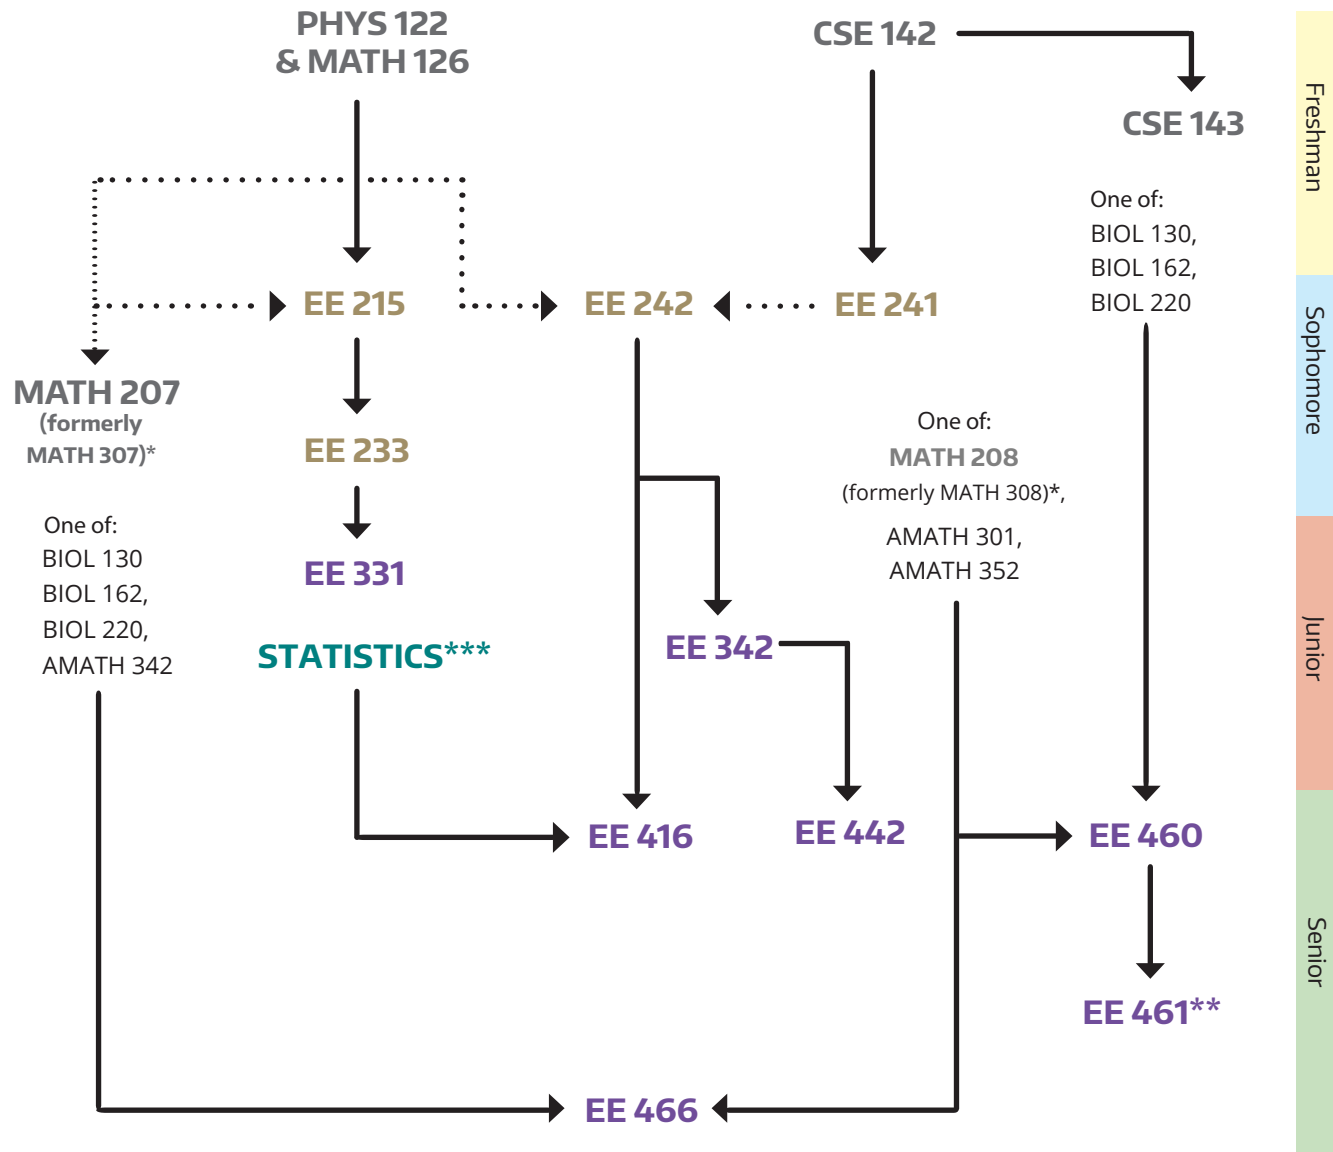 PHYS 122
& MATH 126
CSE 142
CSE 143
Freshman
One of:
BIOL 130,
BIOL 162,
BIOL 220
EE 215
EE 242
EE 241
Sophomore
MATH 207
(formerly
MATH 307)*
EE 233
One of:
MATH 208
(formerly MATH 308)*,
AMATH 301,
AMATH 352
One of:
BIOL 130
BIOL 162,
BIOL 220,
AMATH 342
EE 331
STATISTICS***
EE 342
Junior
EE 416
EE 442
EE 460
Senior
EE 461**
EE 466